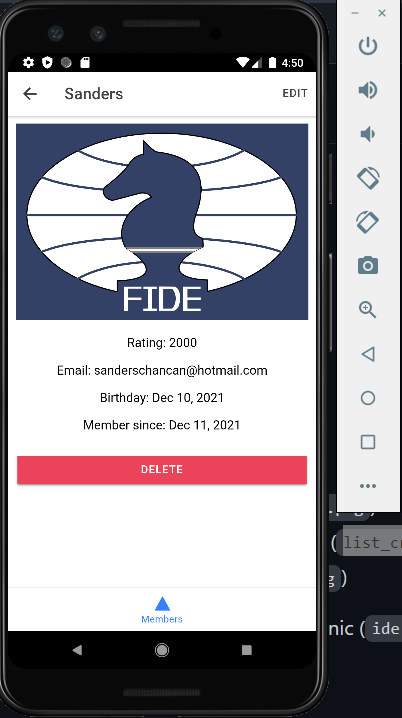 4:50
Sanders
EDIT
FIDE
Rating: 2000
Email: sanderschancan@hotmail.com
Birthday: Dec 10, 2021
Member since: Dec 11, 2021
DELETE
Members
( list_c
g )
nic ( ide